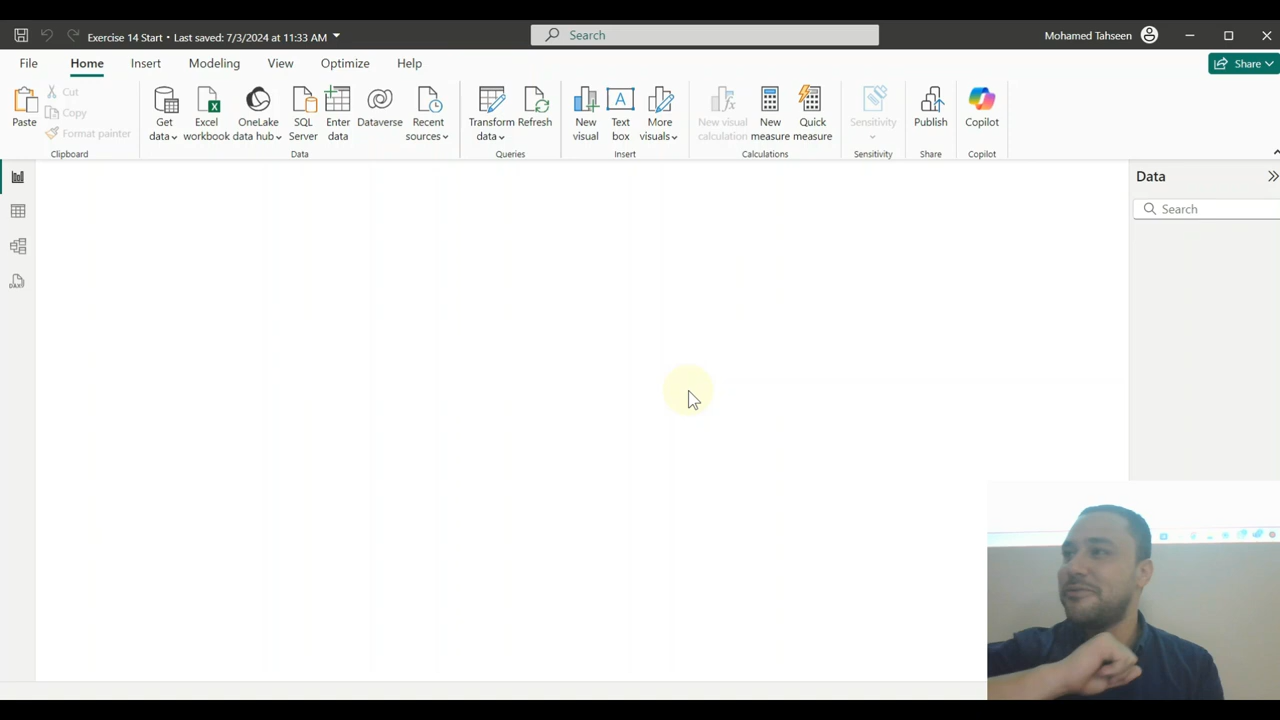 Exercise 14 Start • Last saved: 7/3/2024 at 11:33 AM
Search
Mohamed Tahseen
File
Home
Insert
Modeling
View
Optimize
Help
Share
Paste
Cut
Copy
Format painter
Clipboard
Get
data
Excel
workbook
OneLake
data hub
SQL
Server
Enter
data
Dataverse
Recent
sources
Data
Transform
data
Refresh
Queries
New
visual
Text
box
More
visuals
Insert
New visual
calculation
New
measure
Quick
measure
Calculations
Sensitivity
Sensitivity
Publish
Share
Copilot
Copilot
Data
Search